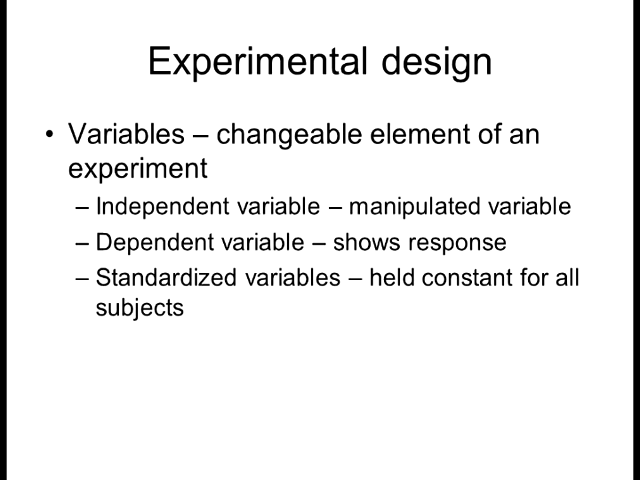 Experimental design
• Variables – changeable element of an
experiment
– Independent variable – manipulated variable
– Dependent variable – shows response
– Standardized variables – held constant for all
subjects